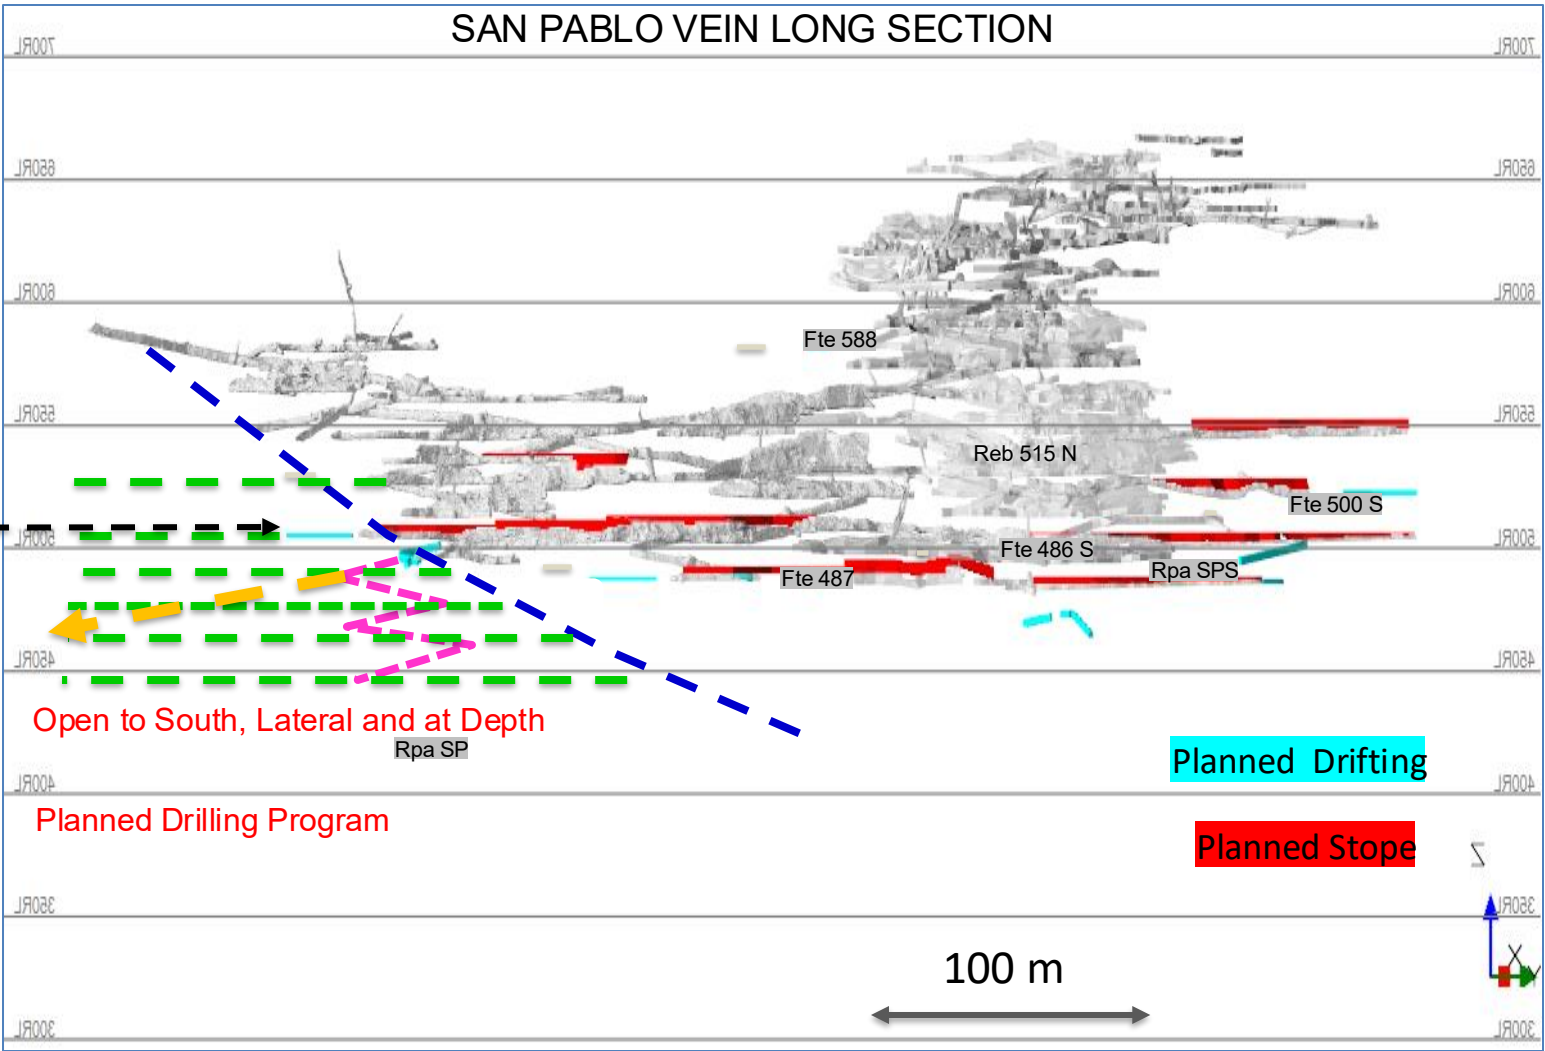 SAN PABLO VEIN LONG SECTION
700RL
700RL
650RL
650RL
600RL
600RL
Fte 588
550RL
550RL
Reb 515 N
Fte 500 S
500RL
500RL
Fte 486 S
Rpa SPS
Fte 487
450RL
450RL
Open to South, Lateral and at Depth
Rpa SP
Planned Drifting
400RL
400RL
Planned Drilling Program
Planned Stope
Z
350RL
350RL
X
Y
100 m
300RL
300RL